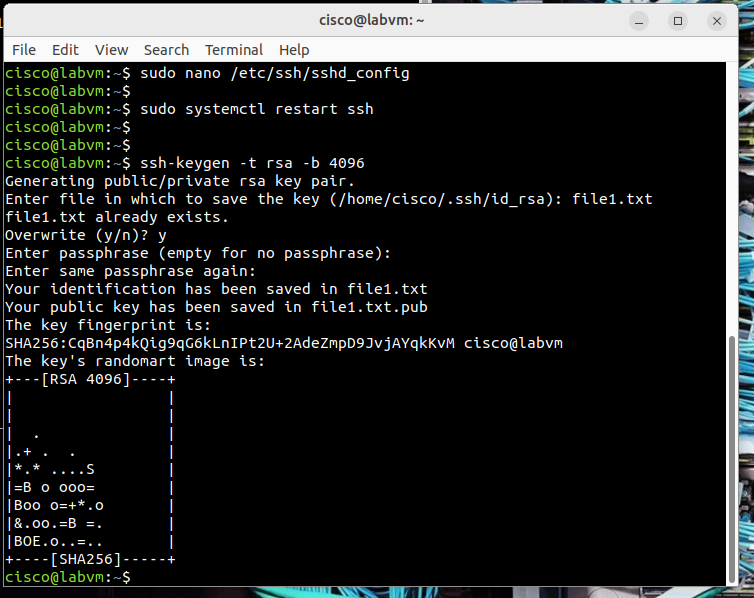 cisco@labvm: ~
File Edit View Search Terminal Help
cisco@labvm:~$ sudo nano /etc/ssh/sshd_config
cisco@labvm:~$
cisco@labvm:~$ sudo systemctl restart ssh
cisco@labvm:~$
cisco@labvm:~$
cisco@labvm:~$ ssh-keygen -t rsa -b 4096
Generating public/private rsa key pair.
Enter file in which to save the key (/home/cisco/.ssh/id_rsa): file1.txt
file1.txt already exists.
Overwrite (y/n)? y
Enter passphrase (empty for no passphrase):
Enter same passphrase again:
Your identification has been saved in file1.txt
Your public key has been saved in file1.txt.pub
The key fingerprint is:
SHA256:CqBn4p4kQig9qG6kLnIPt2U+2AdeZmpD9JvjAYqkKvM cisco@labvm
The key's randomart image is:
+---[RSA 4096]----+
|                 |
|                 |
|  .              |
|.+ .  .          |
|*.* ....S        |
|=B o ooo=        |
|Boo o=+*.o       |
|&.oo.=B =.       |
|BOE.o..=..       |
+----[SHA256]-----+
cisco@labvm:~$